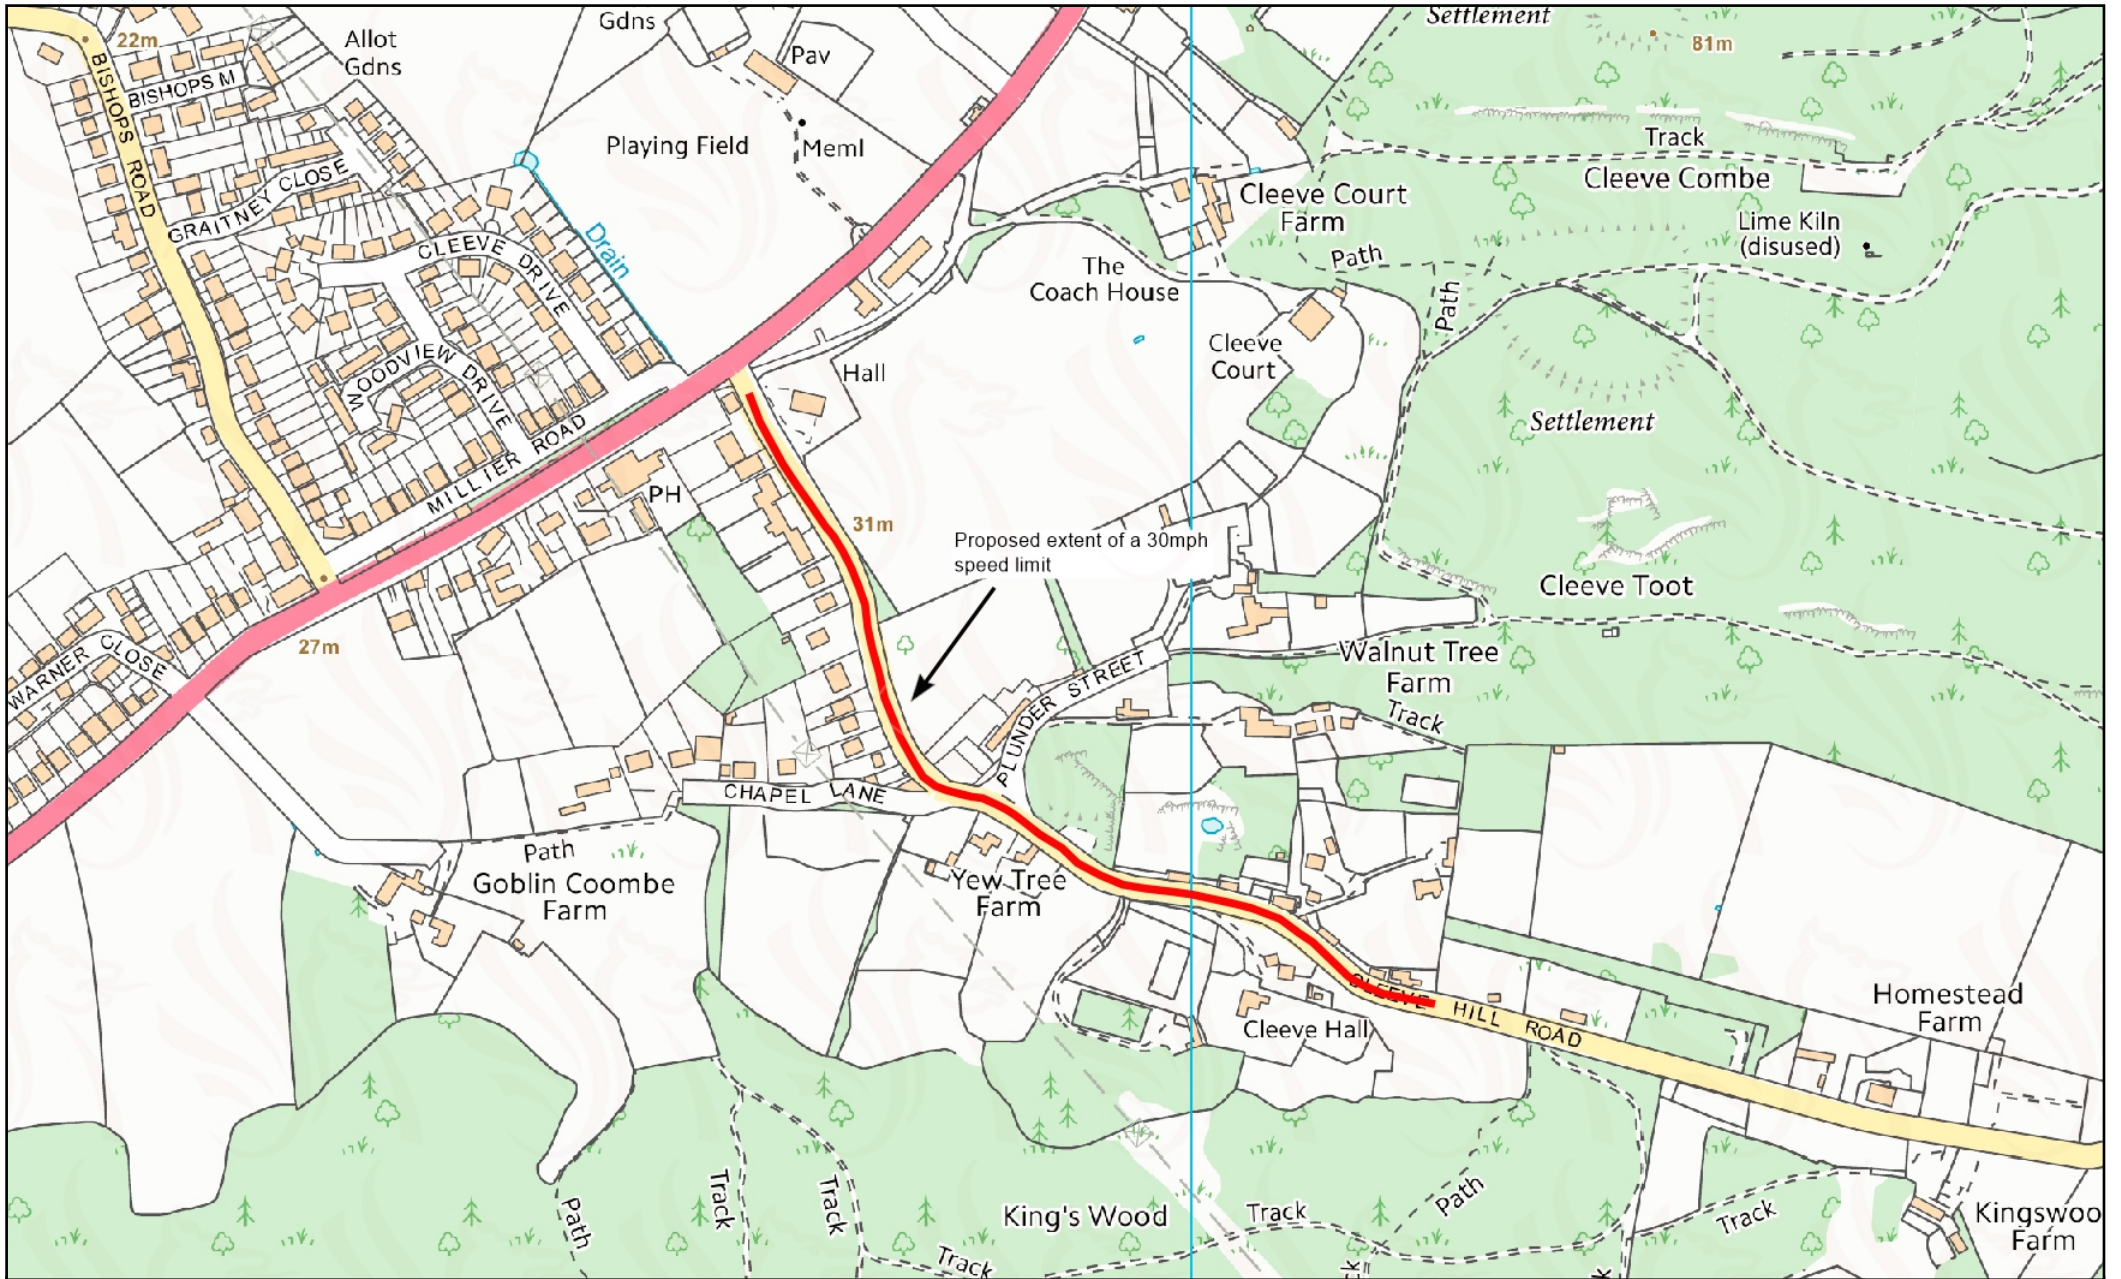 Gdns
Settlement
22m
Allot
Gdns
Pav
81m
BISHOPS M
BISHOPS ROAD
Playing Field
Meml
Track
Cleeve Combe
GRAITNEY CLOSE
Cleeve Court
Farm
Lime Kiln
(disused)
CLEEVE DRIVE
Drain
The
Coach House
Path
Path
WOODVIEW DRIVE
Hall
Cleeve
Court
Settlement
MILLIER ROAD
PH
31m
Proposed extent of a 30mph
speed limit
Cleeve Toot
27m
WARNER CLOSE
PLUNDER STREET
Walnut Tree
Farm
Track
CHAPEL LANE
Path
Goblin Coombe
Farm
Yew Tree
Farm
CLEEVE HILL ROAD
Cleeve Hall
Homestead
Farm
King's Wood
Track
Track
Path
Track
Track
Path
Track
Kingswoo
Farm